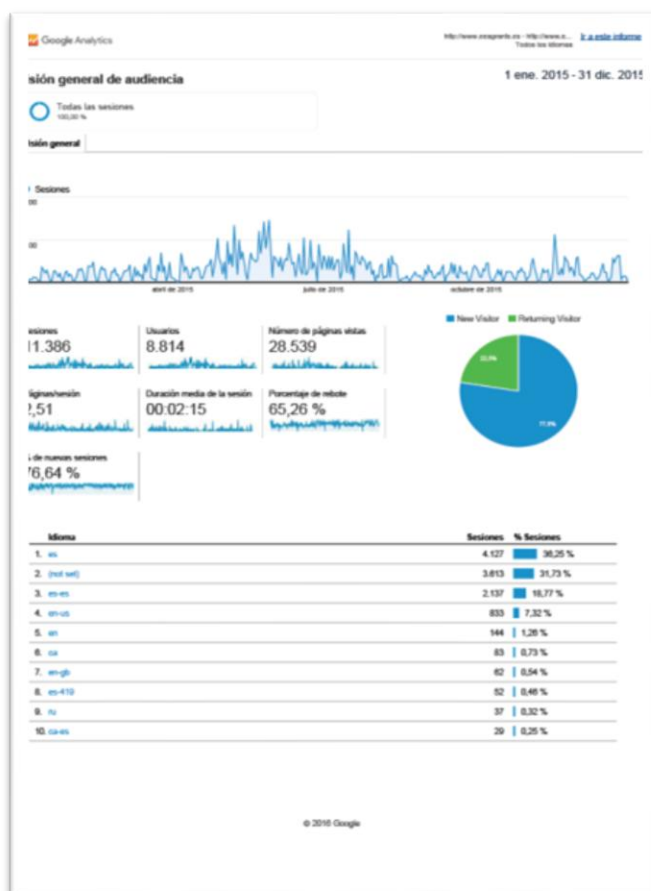 Google Analytics
Ir a este informe
Todos los idiomas
sión general de audiencia
1 ene. 2015 - 31 dic. 2015
Todas las sesiones
100,00 %
isión general
Sesiones
abril de 2015 julio de 2015 octubre de 2015
New Visitor Returning Visitor
esiones Usuarios Número de páginas vistas
11.386 8.814 28.539
áginas/sesión Duración media de la sesión Porcentaje de rebote
2,51 00:02:15 65,26 %
de nuevas sesiones
76,64 %
Idioma Sesiones % Sesiones
1. es 4.127 36,25 %
2. (not set) 3.613 31,73 %
3. es-es 2.137 18,77 %
4. en-us 833 7,32 %
5. en 144 1,26 %
6. ca 83 0,73 %
7. en-gb 62 0,54 %
8. es-419 52 0,46 %
9. ru 37 0,32 %
10. ca-es 29 0,25 %
© 2016 Google